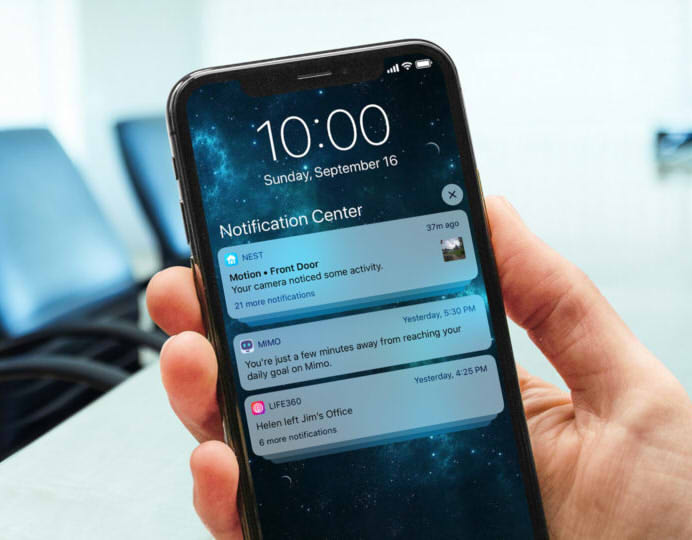 10:00
Sunday, September 16
Notification Center
NEST
37m ago
Motion • Front Door
Your camera noticed some activity.
21 more notifications
MIMO
Yesterday, 5:30 PM
You're just a few minutes away from reaching your
daily goal on Mimo.
LIFE360
Yesterday, 4:25 PM
Helen left Jim's Office
6 more notifications